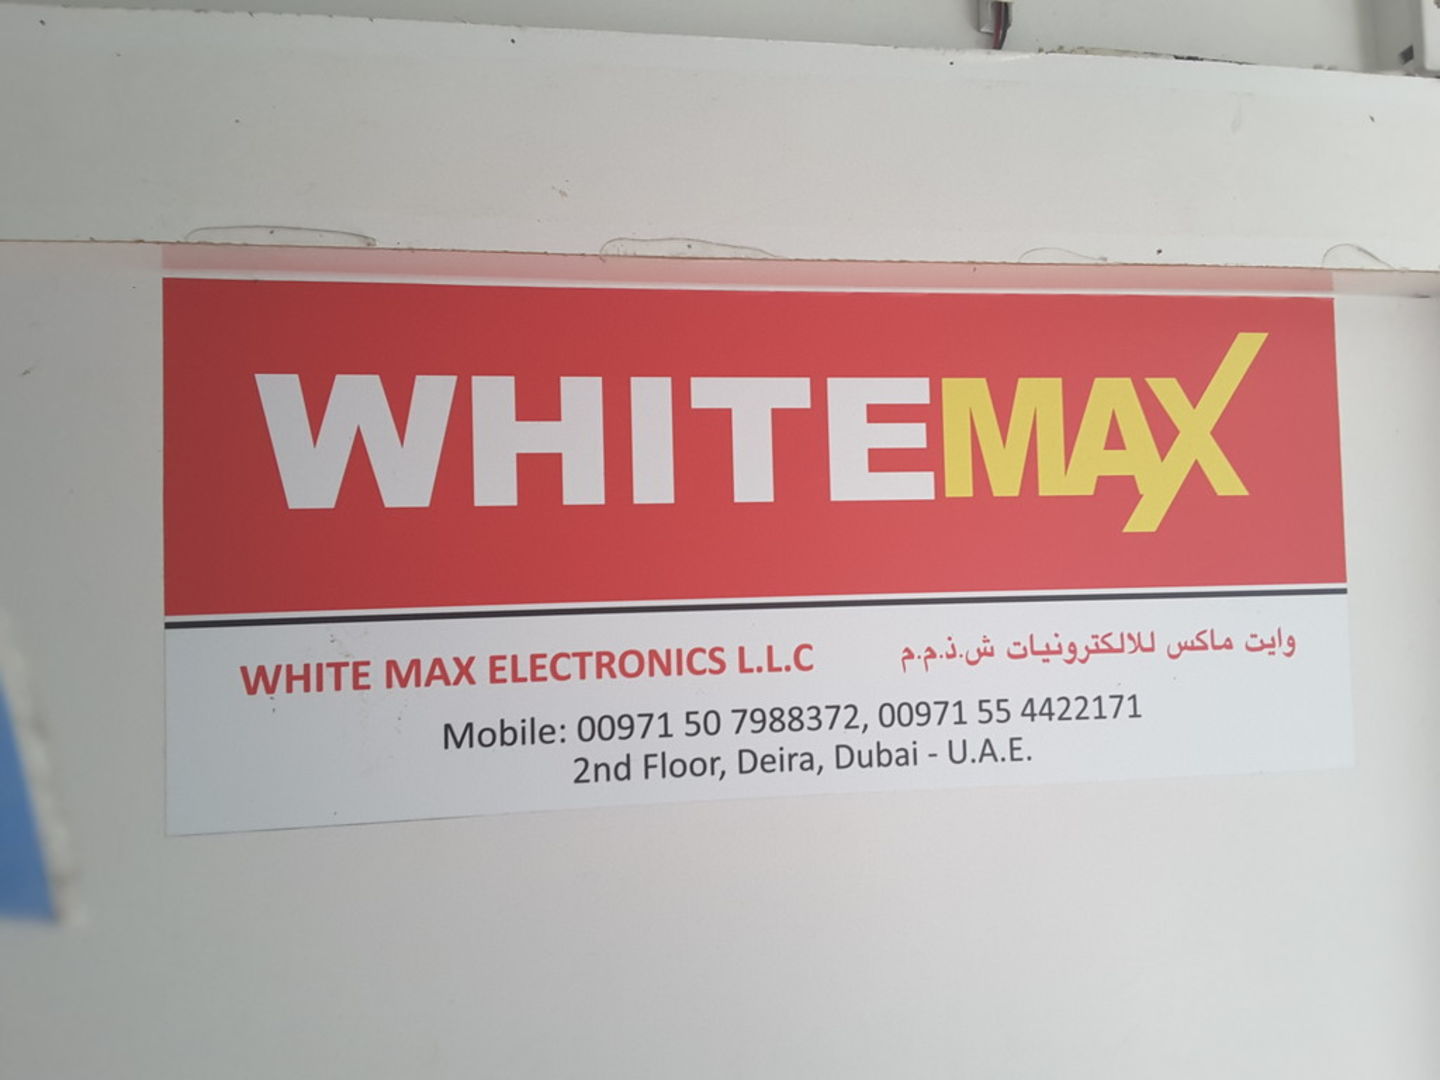 WHITEMAX
WHITE MAX ELECTRONICS L.L.C وايت ماكس للالكترونيات ش.ذ.م.م
Mobile: 00971 50 7988372, 00971 55 4422171
2nd Floor, Deira, Dubai - U.A.E.